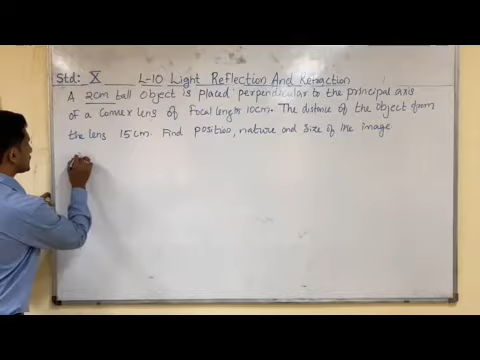 Std: X L-10 Light Reflection And Refraction
A 2cm tall object is placed perpendicular to the principal axis
of a Convex lens of Focal length 10cm. The distance of the object from
the lens 15cm. Find position, nature and size of the image